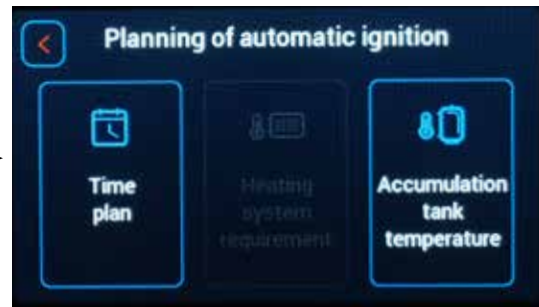 Planning of automatic ignition
Time
plan
Heating
system
requirement
Accumulation
tank
temperature